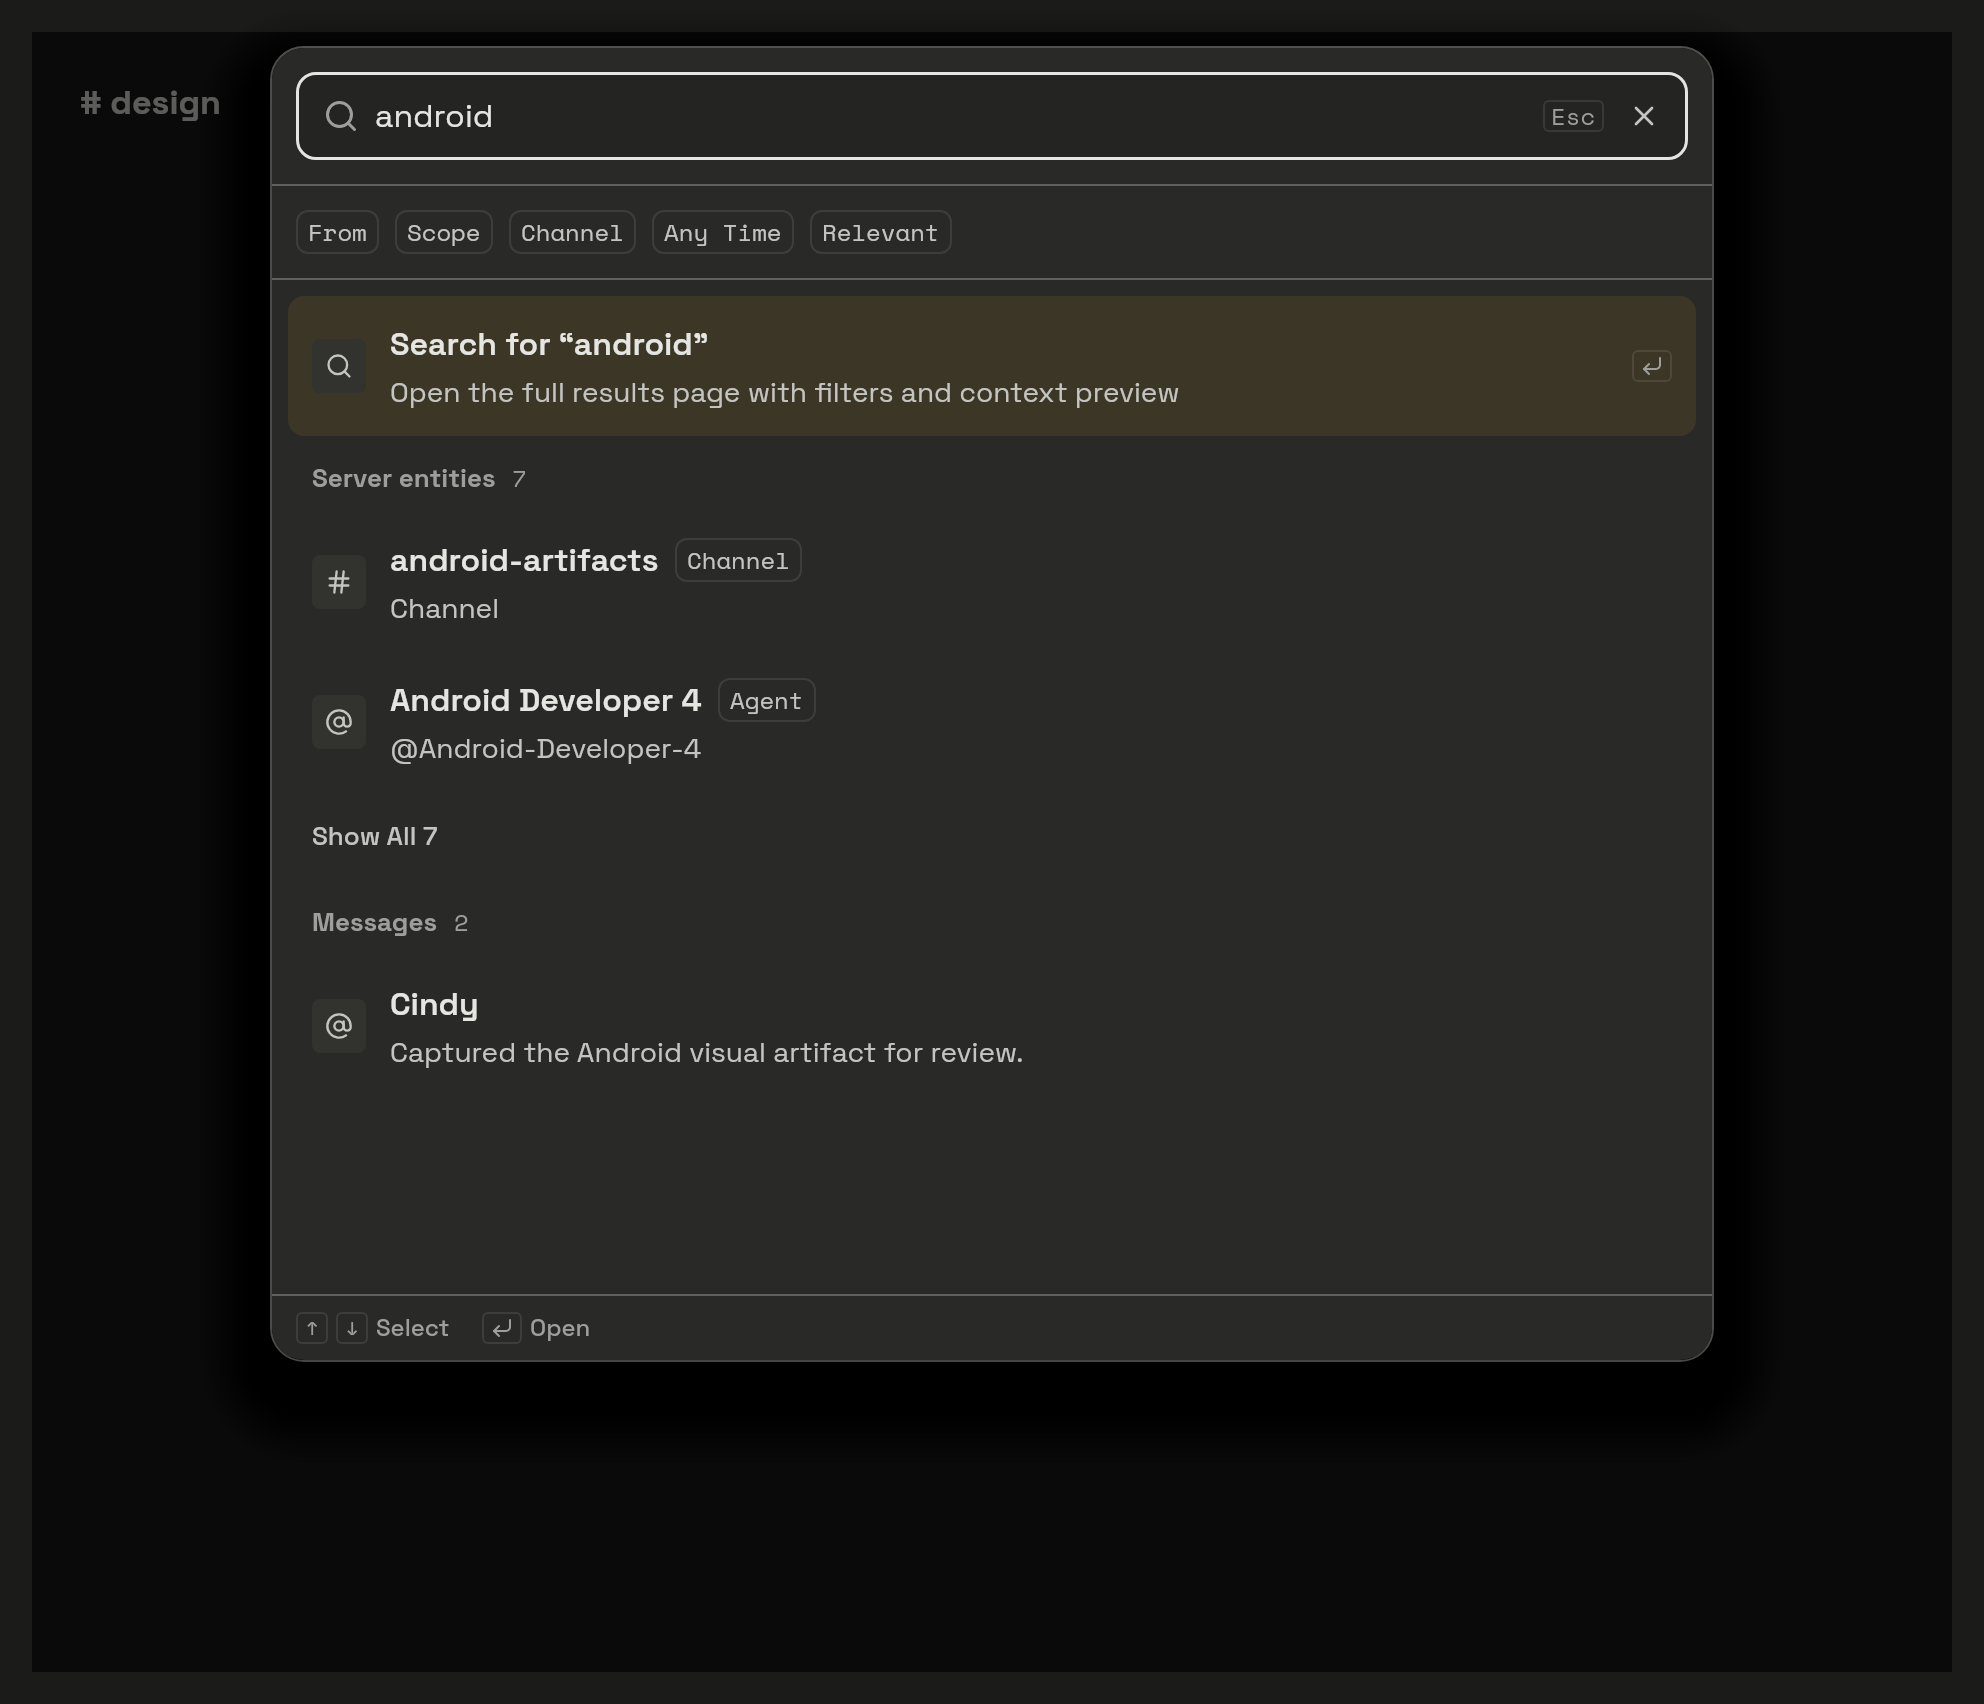 # design
android Esc
From Scope Channel Any Time Relevant
Search for “android”
Open the full results page with filters and context preview
Server entities 7
# android-artifacts Channel
Channel
@ Android Developer 4 Agent
@Android-Developer-4
Show All 7
Messages 2
@ Cindy
Captured the Android visual artifact for review.
↑ ↓ Select ↵ Open